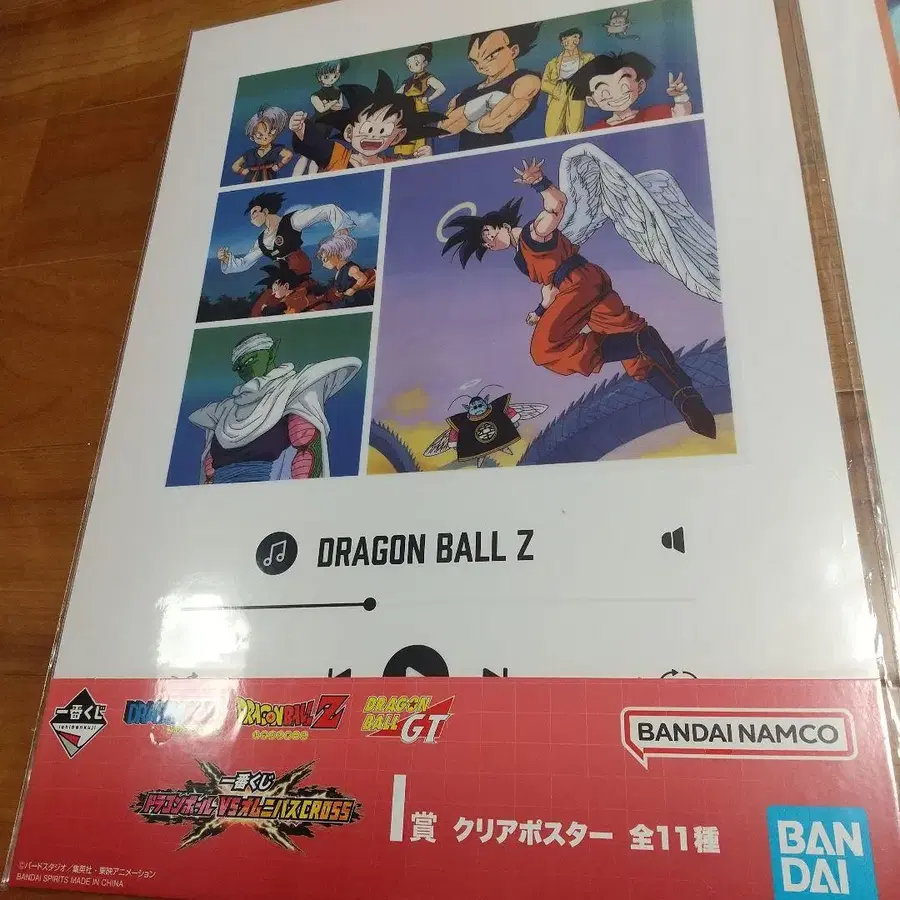 DRAGON BALL Z
一番くじ
ichibankuji
DRAGON BALL Z
DRAGON BALL GT
BANDAI NAMCO
一番くじ
ドラゴンボール VSオムニバスCROSS
I賞 クリアポスター 全11種
BAN
DAI
©バードスタジオ/集英社・東映アニメーション
BANDAI SPIRITS MADE IN CHINA